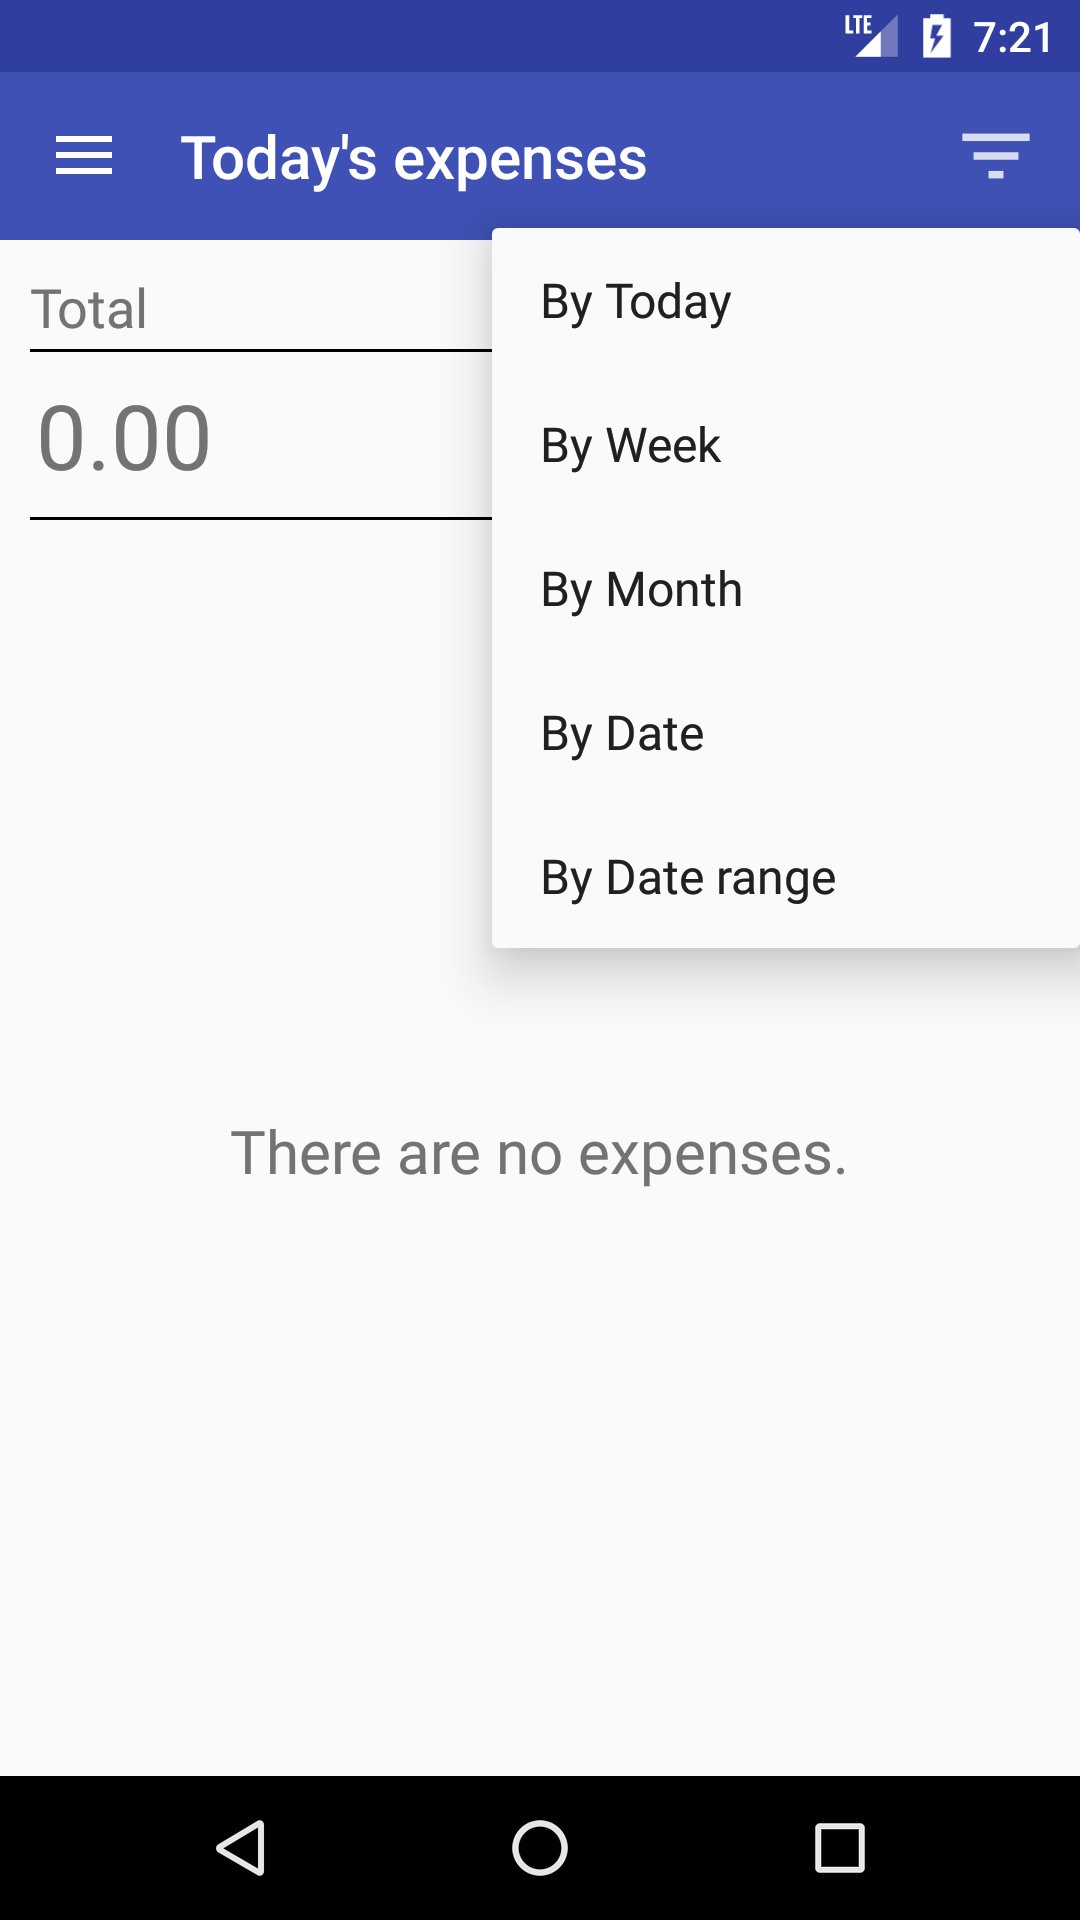 LTE 7:21
Today's expenses
Total
0.00
By Today
By Week
By Month
By Date
By Date range
There are no expenses.